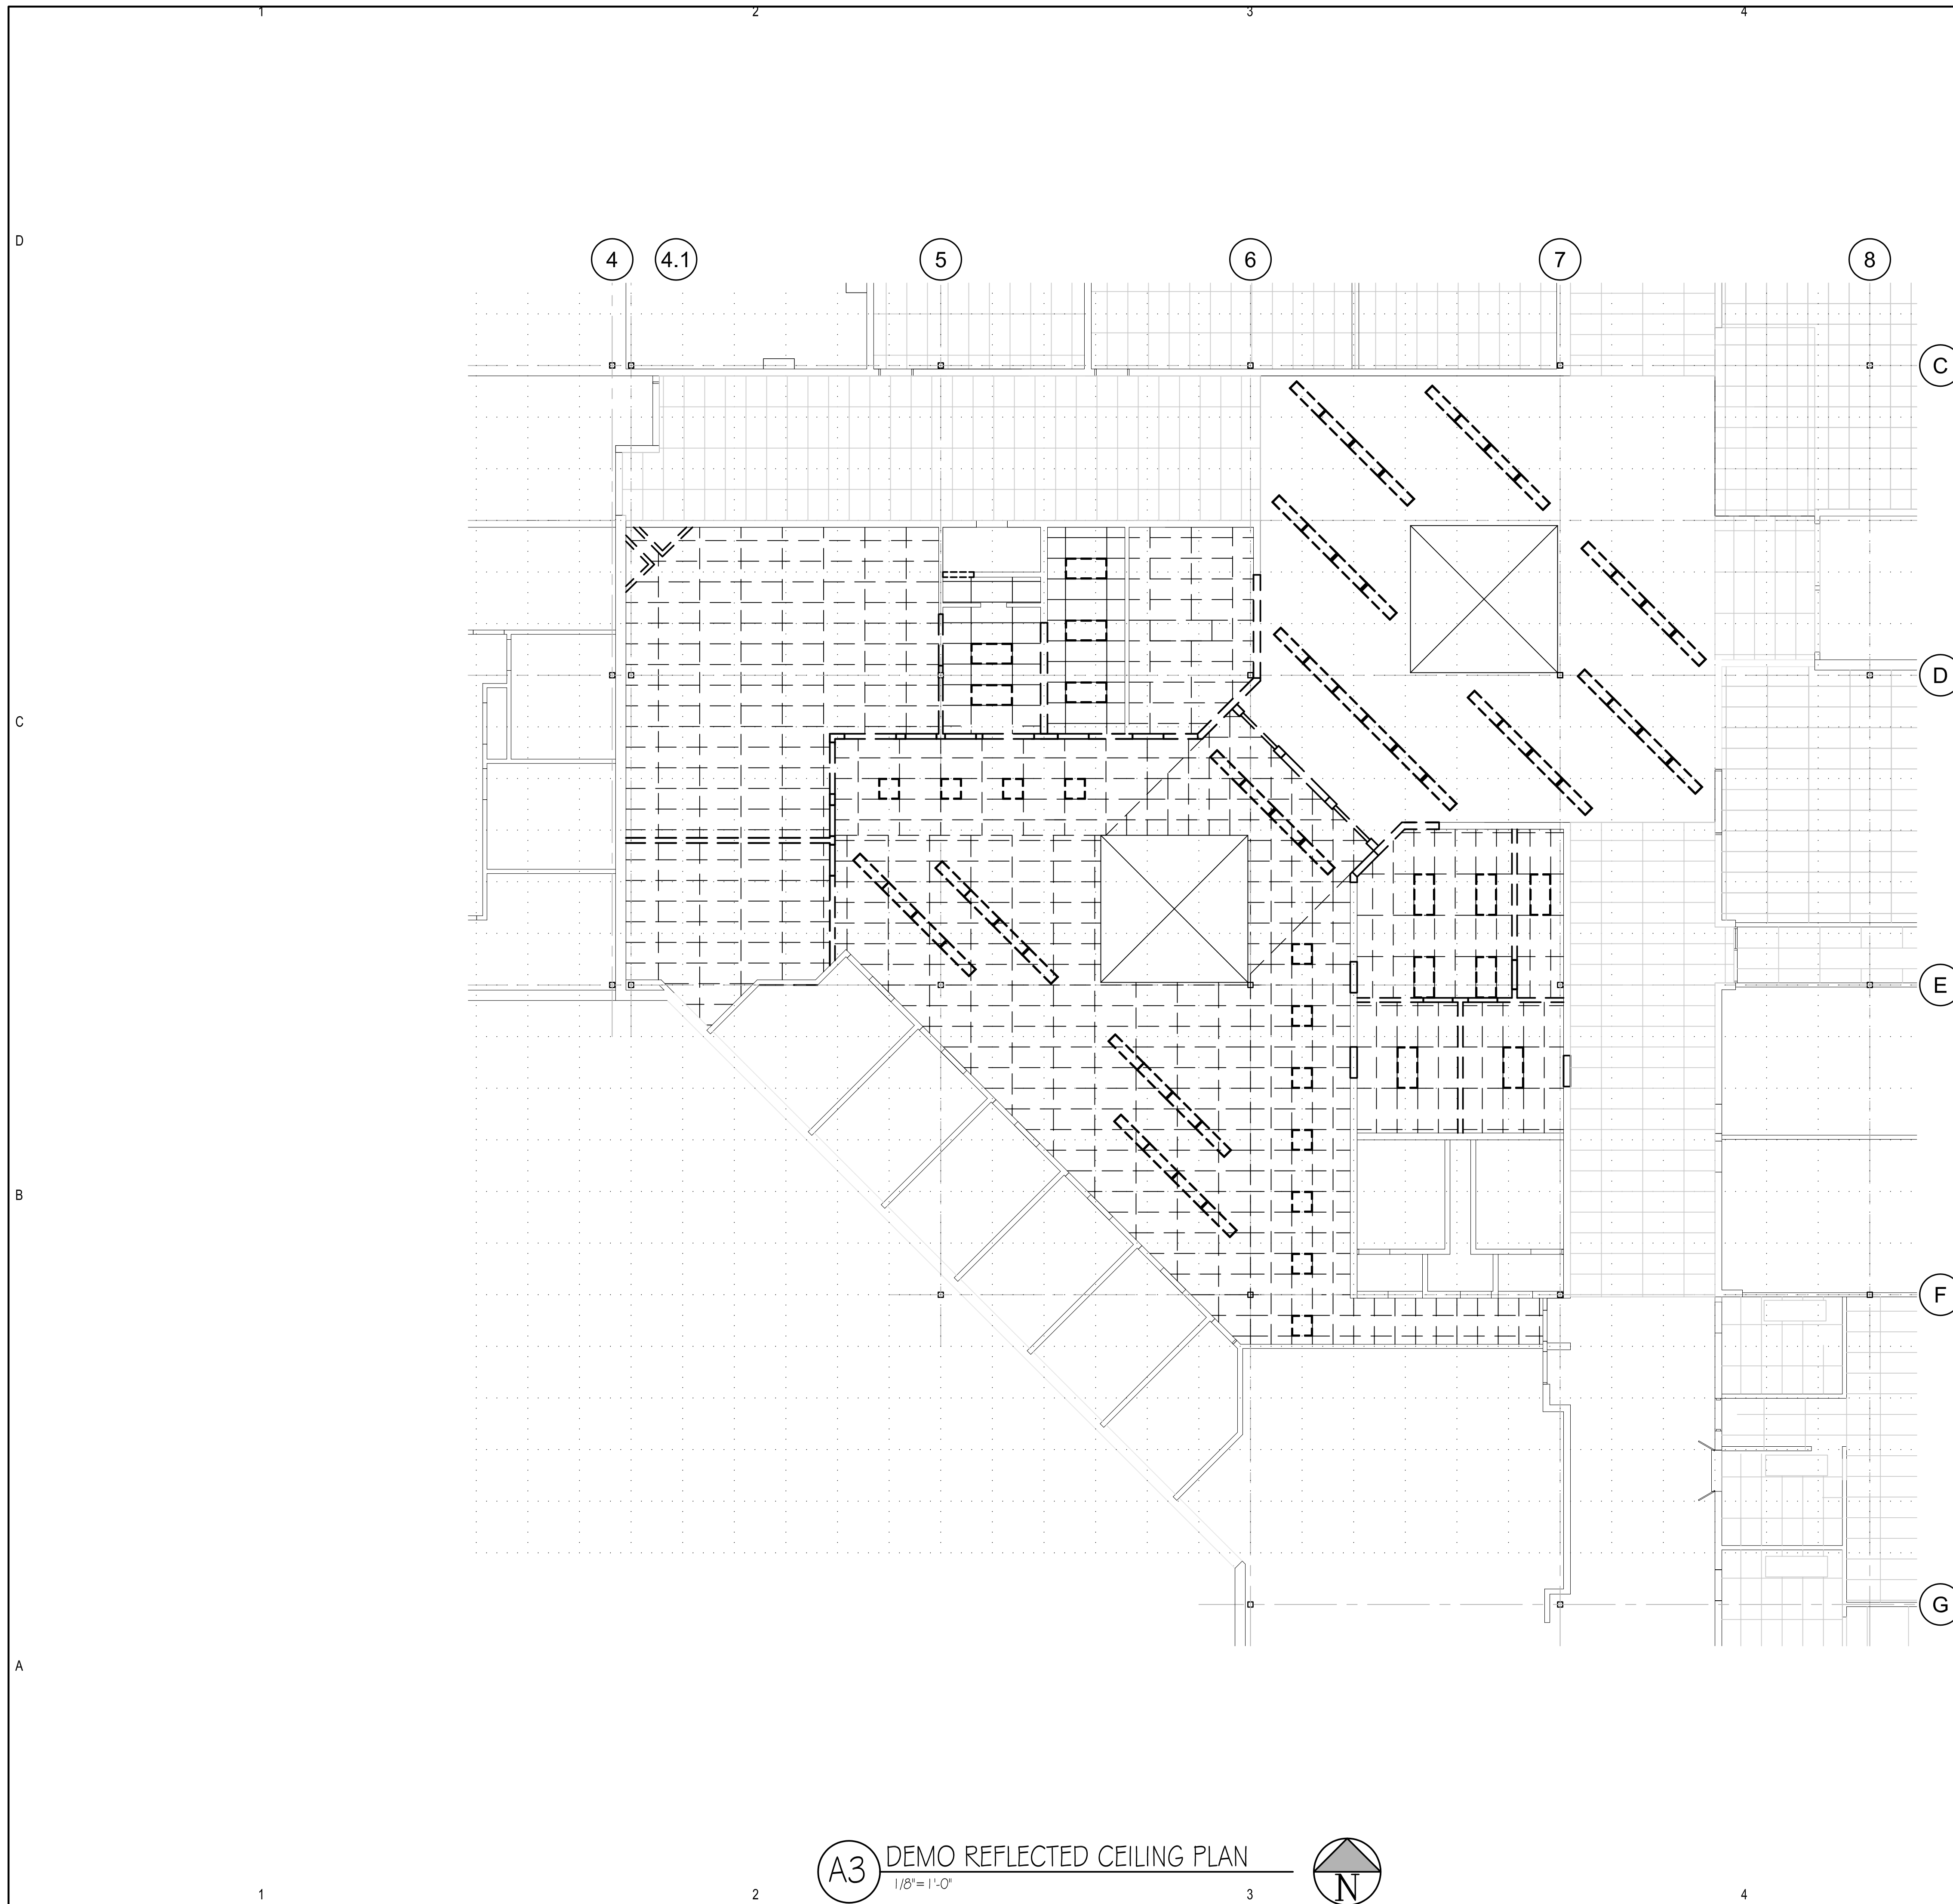 1 2 3 4
D
4 4.1 5 6 7 8
C
D
C
E
B
F
G
A
A3 DEMO REFLECTED CEILING PLAN
1/8"=1'-0"
N
1 2 3 4